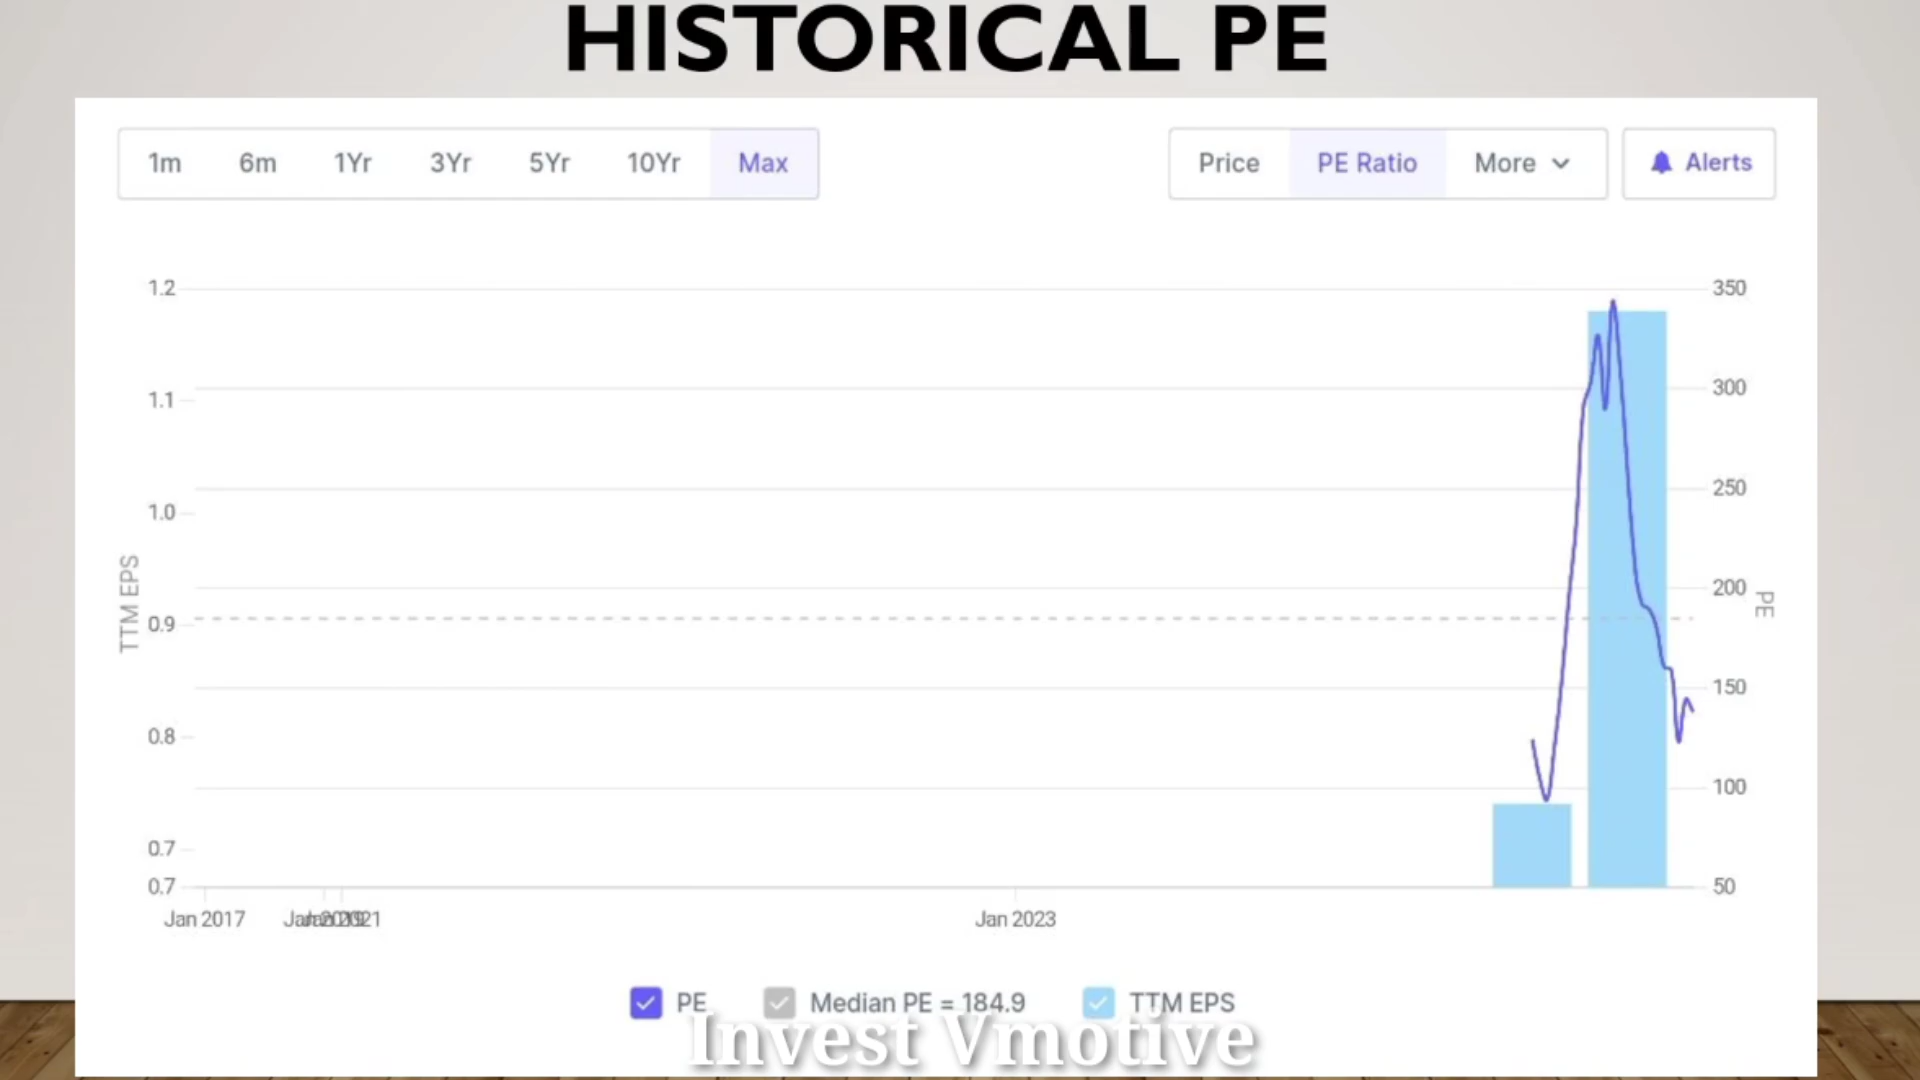 HISTORICAL PE
1m 6m 1Yr 3Yr 5Yr 10Yr Max Price PE Ratio More Alerts
1.2 350
1.1 300
1.0 250
TTM EPS 0.9 200 PE
0.8 150
0.7 100
0.7 50
Jan 2017 Jan 2021 Jan 2023
PE Median PE = 184.9 TTM EPS
Invest Vmotive